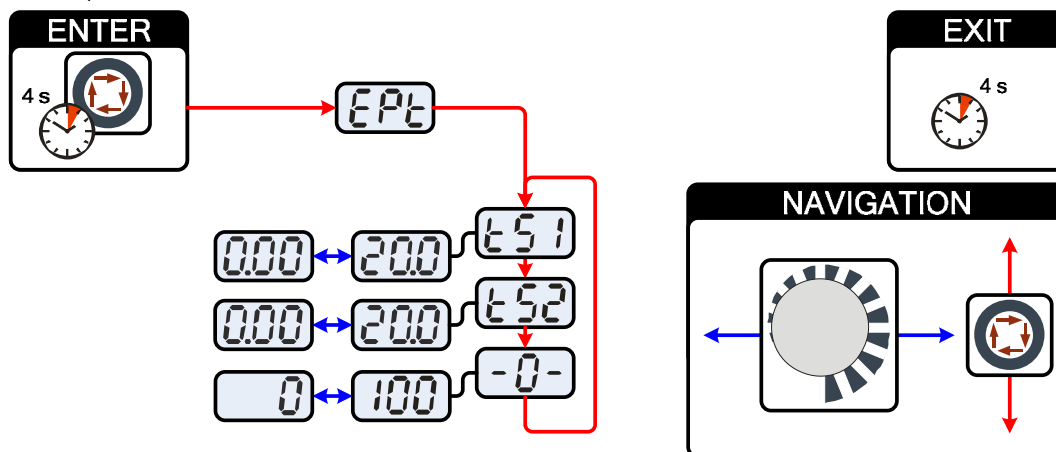 ENTER
4 s
EPt
EXIT
4 s
NAVIGATION
tS1
0.00
20.0
tS2
0.00
20.0
-0-
0
100